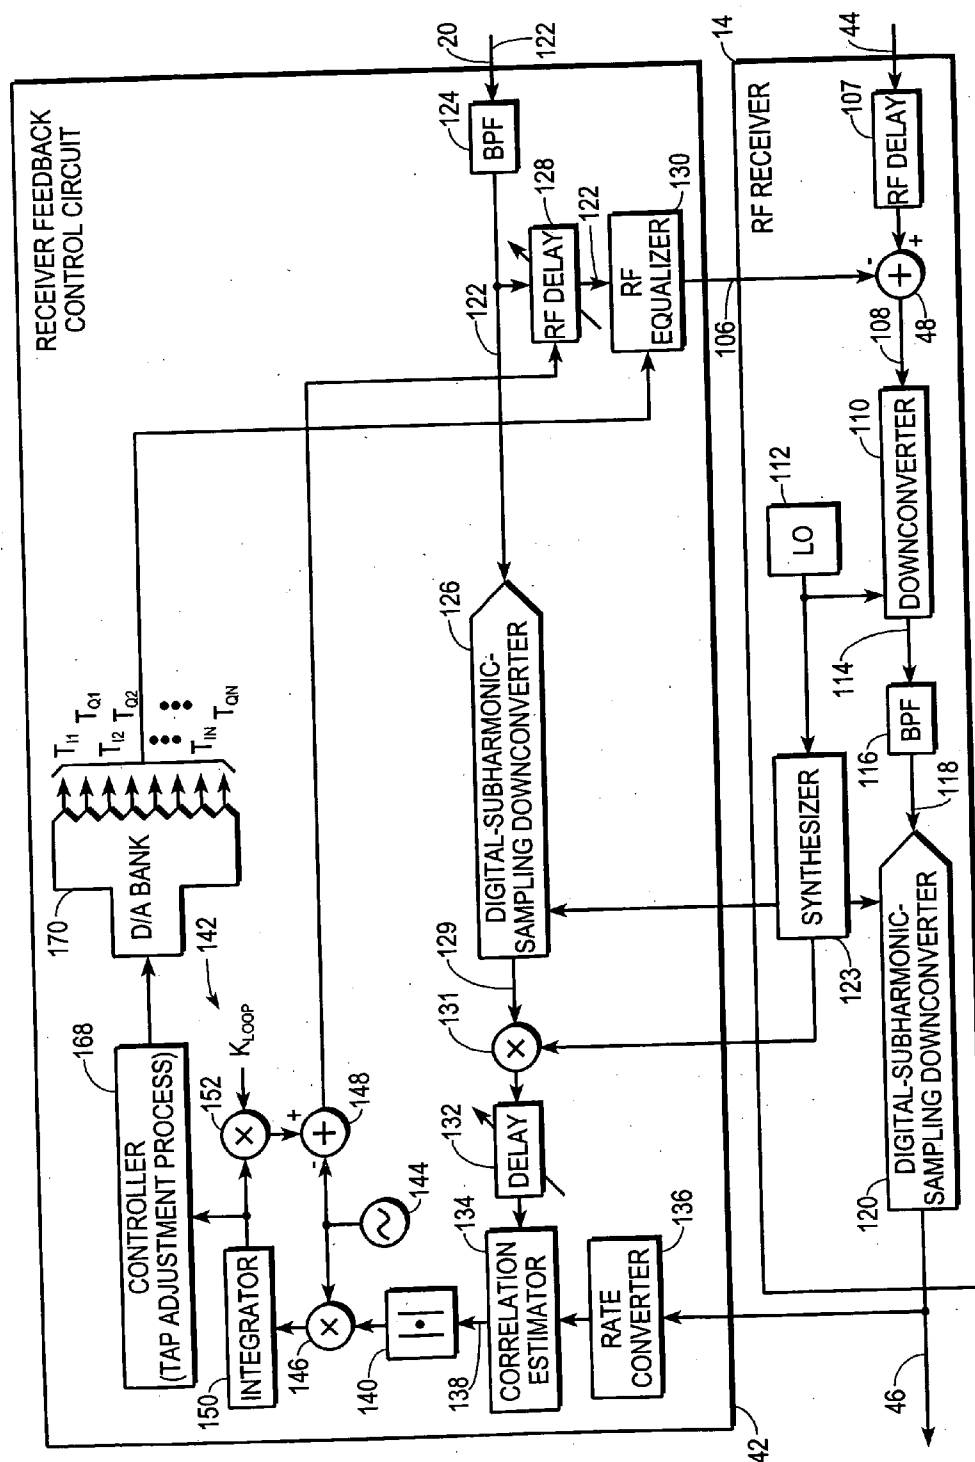 RECEIVER FEEDBACK
CONTROL CIRCUIT
20
122
124
BPF
122
128
RF DELAY
122
130
RF
EQUALIZER
106
170
D/A BANK
T_I1 T_Q1
T_I2 T_Q2
T_IN T_QN
142
168
CONTROLLER
(TAP ADJUSTMENT PROCESS)
152
×
K_LOOP
+
148
+
-
144
150
INTEGRATOR
146
×
140
|•|
138
126
DIGITAL-SUBHARMONIC-
SAMPLING DOWNCONVERTER
129
131
×
132
DELAY
134
CORRELATION
ESTIMATOR
136
RATE
CONVERTER
42
14
44
RF RECEIVER
107
RF DELAY
+
-
+
48
108
110
DOWNCONVERTER
112
LO
114
116
BPF
118
SYNTHESIZER
123
120
DIGITAL-SUBHARMONIC-
SAMPLING DOWNCONVERTER
46